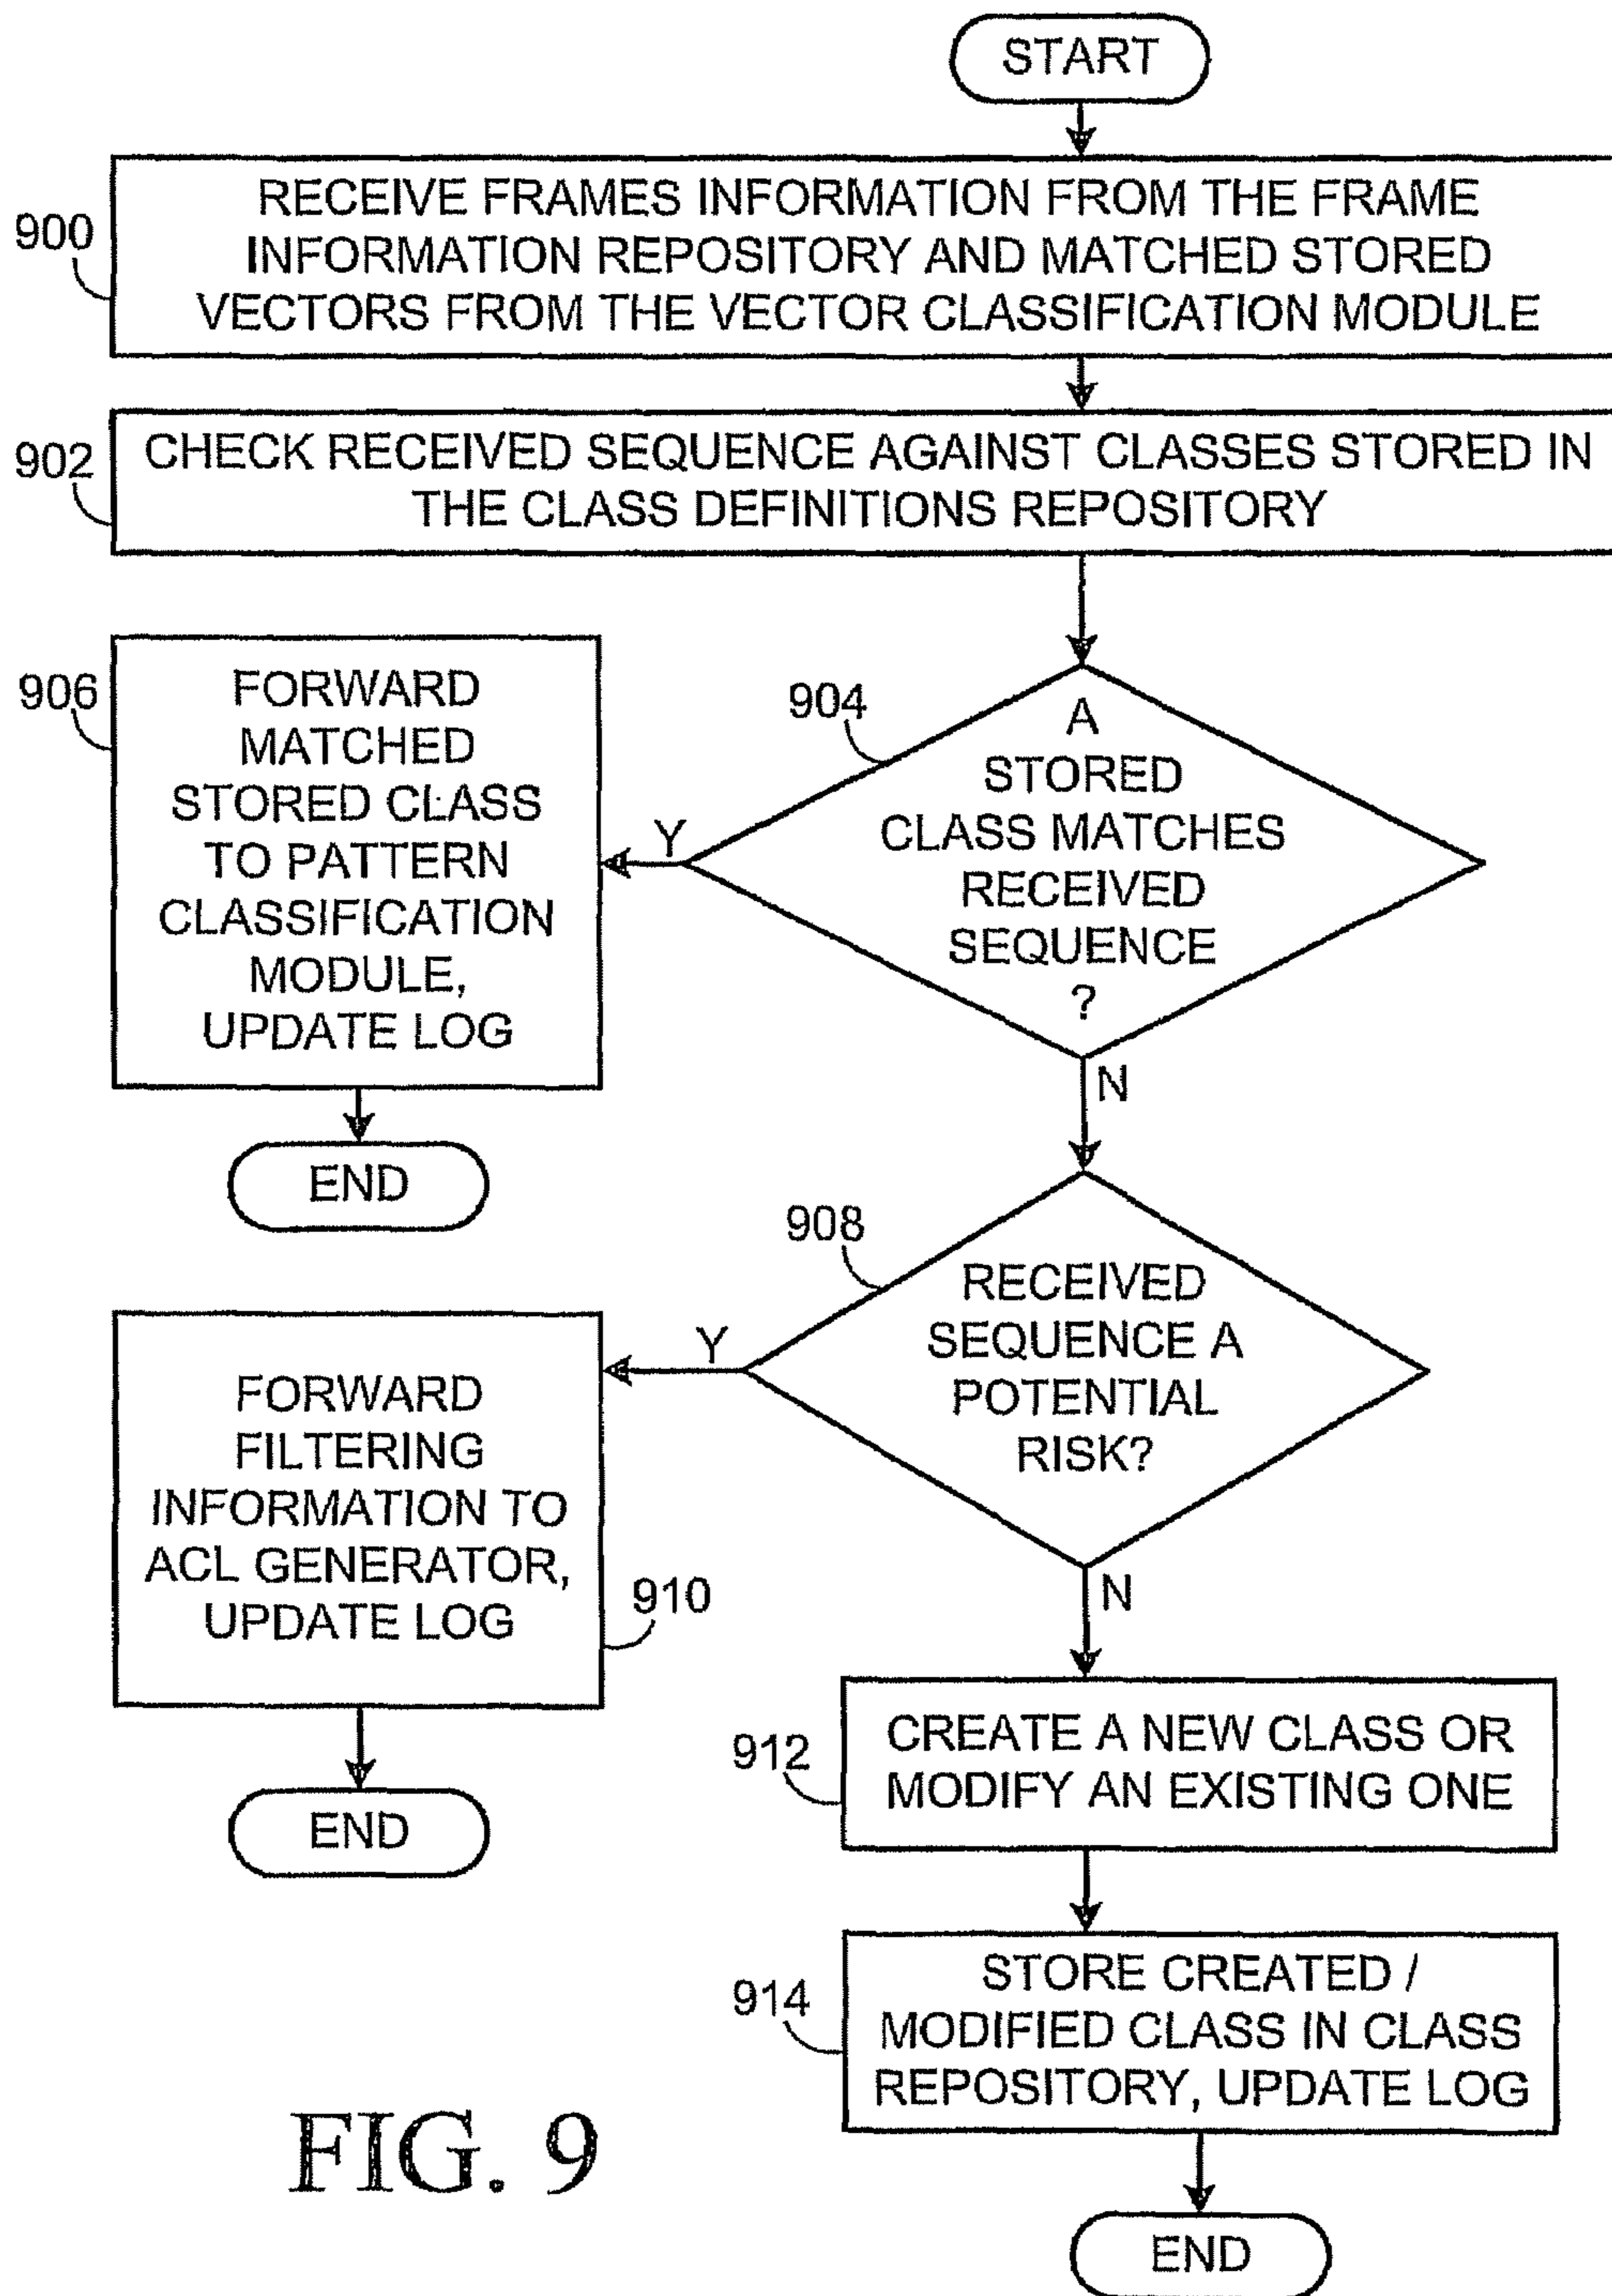 START
900
RECEIVE FRAMES INFORMATION FROM THE FRAME
INFORMATION REPOSITORY AND MATCHED STORED
VECTORS FROM THE VECTOR CLASSIFICATION MODULE
902
CHECK RECEIVED SEQUENCE AGAINST CLASSES STORED IN
THE CLASS DEFINITIONS REPOSITORY
904
A
STORED
CLASS MATCHES
RECEIVED
SEQUENCE
?
Y
906
FORWARD
MATCHED
STORED CLASS
TO PATTERN
CLASSIFICATION
MODULE,
UPDATE LOG
END
N
908
RECEIVED
SEQUENCE A
POTENTIAL
RISK?
Y
FORWARD
FILTERING
INFORMATION TO
ACL GENERATOR,
UPDATE LOG
910
END
N
912
CREATE A NEW CLASS OR
MODIFY AN EXISTING ONE
914
STORE CREATED /
MODIFIED CLASS IN CLASS
REPOSITORY, UPDATE LOG
END
FIG. 9